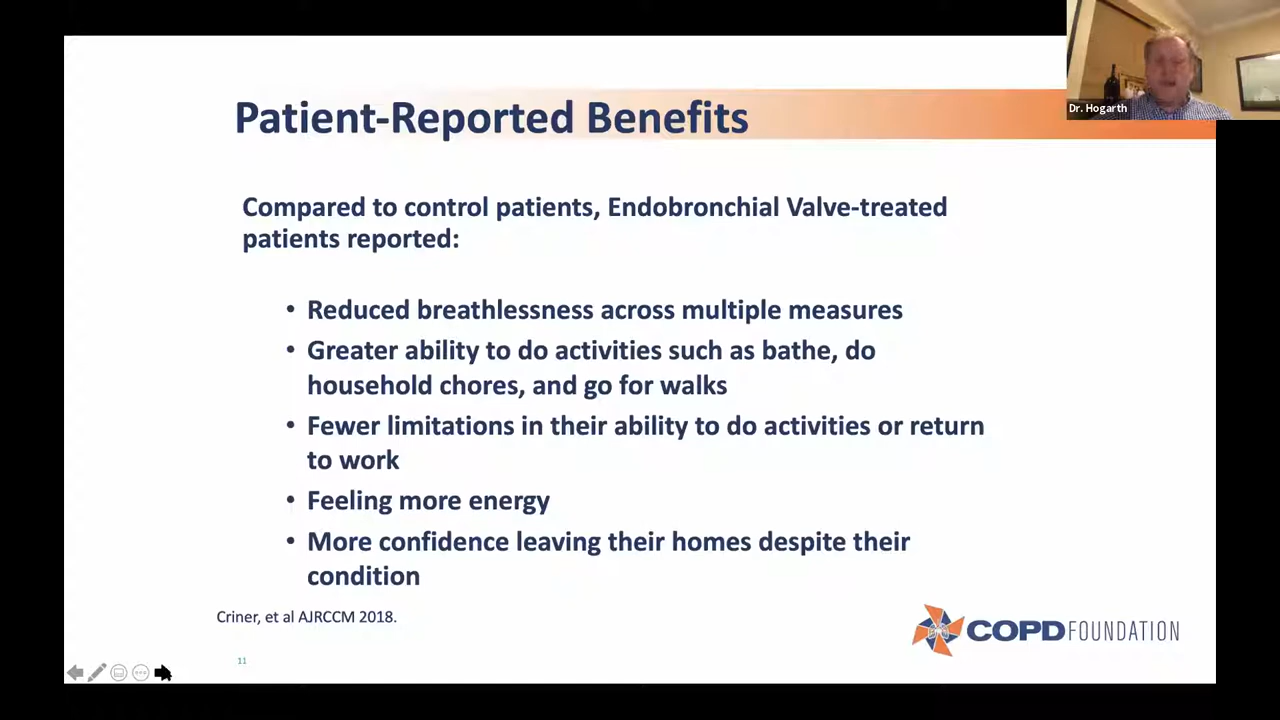 Dr. Hogarth
Patient-Reported Benefits
Compared to control patients, Endobronchial Valve-treated
patients reported:
• Reduced breathlessness across multiple measures
• Greater ability to do activities such as bathe, do
household chores, and go for walks
• Fewer limitations in their ability to do activities or return
to work
• Feeling more energy
• More confidence leaving their homes despite their
condition
Criner, et al AJRCCM 2018.
COPD FOUNDATION
11